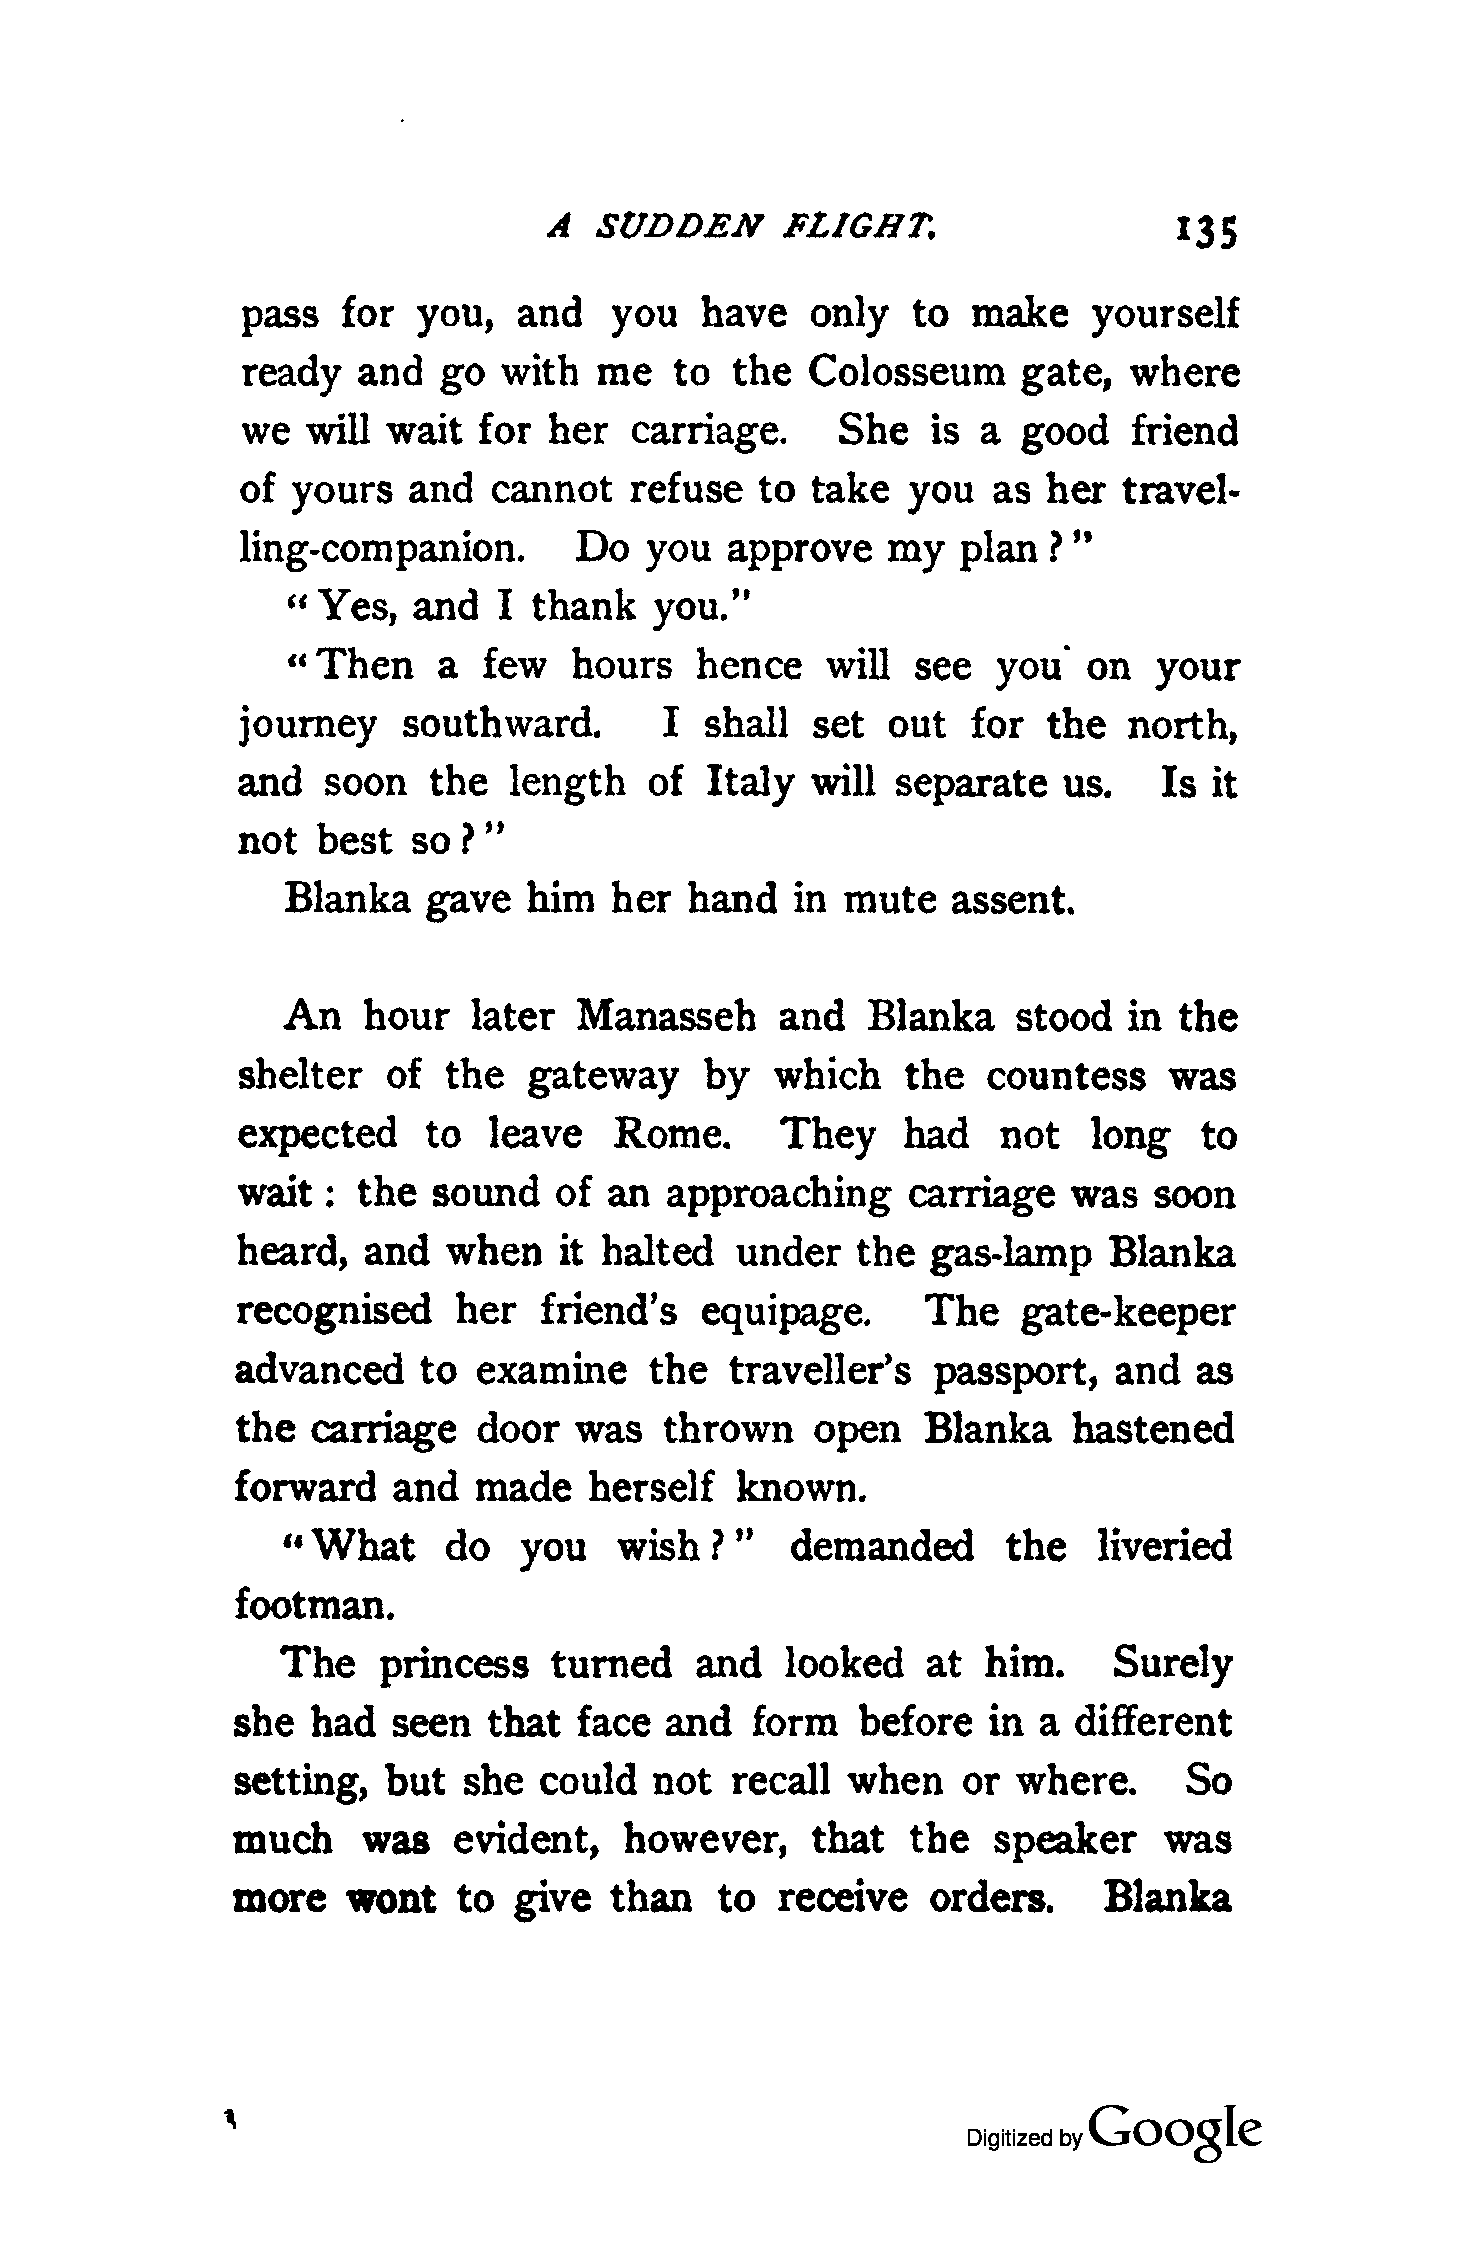 A SUDDEN FLIGHT. 135
pass for you, and you have only to make yourself
ready and go with me to the Colosseum gate, where
we will wait for her carriage. She is a good friend
of yours and cannot refuse to take you as her travel-
ling-companion. Do you approve my plan ? "
" Yes, and I thank you."
" Then a few hours hence will see you on your
journey southward. I shall set out for the north,
and soon the length of Italy will separate us. Is it
not best so ? "
Blanka gave him her hand in mute assent.
An hour later Manasseh and Blanka stood in the
shelter of the gateway by which the countess was
expected to leave Rome. They had not long to
wait : the sound of an approaching carriage was soon
heard, and when it halted under the gas-lamp Blanka
recognised her friend's equipage. The gate-keeper
advanced to examine the traveller's passport, and as
the carriage door was thrown open Blanka hastened
forward and made herself known.
" What do you wish ? " demanded the liveried
footman.
The princess turned and looked at him. Surely
she had seen that face and form before in a different
setting, but she could not recall when or where. So
much was evident, however, that the speaker was
more wont to give than to receive orders. Blanka
Digitized by Google